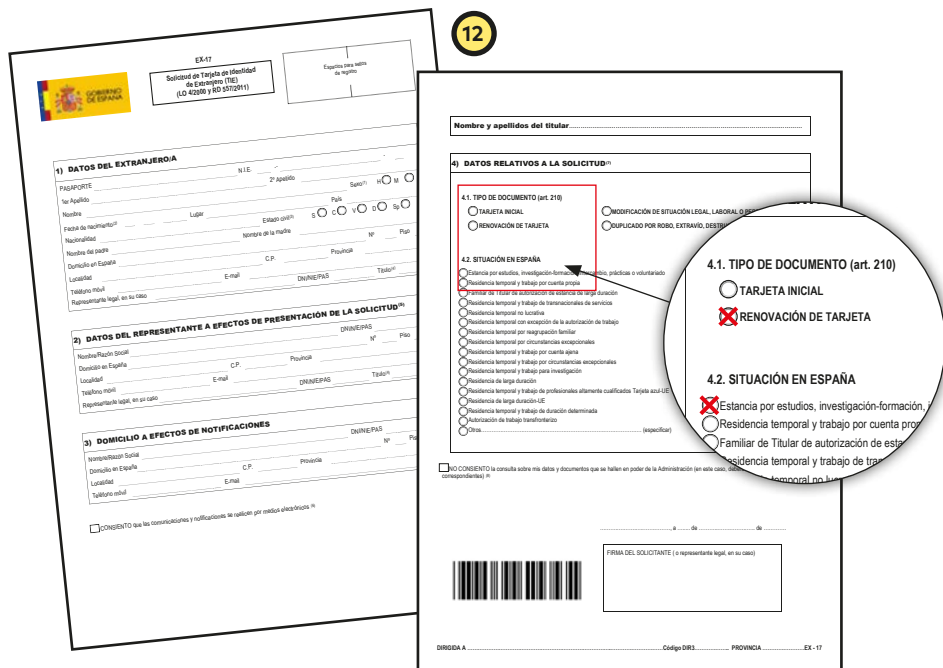 12
GOBIERNO
DE ESPAÑA
EX-17
Solicitud de Tarjeta de Identidad
de Extranjero (TIE)
(LO 4/2000 y RD 557/2011)
Espacios para sellos
de registro
1) DATOS DEL EXTRANJERO/A
PASAPORTE N.I.E.
1er Apellido 2º Apellido
Nombre Sexo(1) H M
Fecha de nacimiento(2) Lugar País
Nacionalidad Estado civil(3) S C V D Sp
Nombre del padre Nombre de la madre
Domicilio en España Nº Piso
Localidad C.P. Provincia
Teléfono móvil E-mail
Representante legal, en su caso DNI/NIE/PAS Título(4)
2) DATOS DEL REPRESENTANTE A EFECTOS DE PRESENTACIÓN DE LA SOLICITUD(5)
Nombre/Razón Social DNI/NIE/PAS
Domicilio en España Nº Piso
Localidad C.P. Provincia
Teléfono móvil E-mail
Representante legal, en su caso DNI/NIE/PAS Título(4)
3) DOMICILIO A EFECTOS DE NOTIFICACIONES
Nombre/Razón Social DNI/NIE/PAS
Domicilio en España Nº Piso
Localidad C.P. Provincia
Teléfono móvil E-mail
CONSIENTO que las comunicaciones y notificaciones se realicen por medios electrónicos (6)
Nombre y apellidos del titular
4) DATOS RELATIVOS A LA SOLICITUD(7)
4.1. TIPO DE DOCUMENTO (art. 210)
TARJETA INICIAL MODIFICACIÓN DE SITUACIÓN LEGAL, LABORAL O
RENOVACIÓN DE TARJETA DUPLICADO POR ROBO, EXTRAVÍO,
4.2. SITUACIÓN EN ESPAÑA
Estancia por estudios, investigación-formación, intercambio, prácticas o voluntariado
Residencia temporal y trabajo por cuenta propia
Familiar de Titular de autorización de estancia de larga duración
Residencia temporal y trabajo de transnacionales de servicios
Residencia temporal no lucrativa
Residencia temporal con excepción de la autorización de trabajo
Residencia temporal por reagrupación familiar
Residencia temporal por circunstancias excepcionales
Residencia temporal y trabajo por cuenta ajena
Residencia temporal y trabajo por circunstancias excepcionales
Residencia temporal y trabajo para investigación
Residencia de larga duración
Residencia temporal y trabajo de profesionales altamente cualificados Tarjeta azul-UE
Residencia de larga duración-UE
Residencia temporal y trabajo de duración determinada
Autorización de trabajo transfronterizo
Otros (especificar)
NO CONSIENTO la consulta sobre mis datos y documentos que se hallen en poder de la Administración (en este caso,
correspondientes) (8)
, a de de
FIRMA DEL SOLICITANTE ( o representante legal, en su caso)
DIRIGIDA A Código DIR3 PROVINCIA EX - 17
4.1. TIPO DE DOCUMENTO (art. 210)
TARJETA INICIAL
RENOVACIÓN DE TARJETA
4.2. SITUACIÓN EN ESPAÑA
Estancia por estudios, investigación-formación,
Residencia temporal y trabajo por cuenta
Familiar de Titular de autorización de
Residencia temporal y trabajo de
temporal no